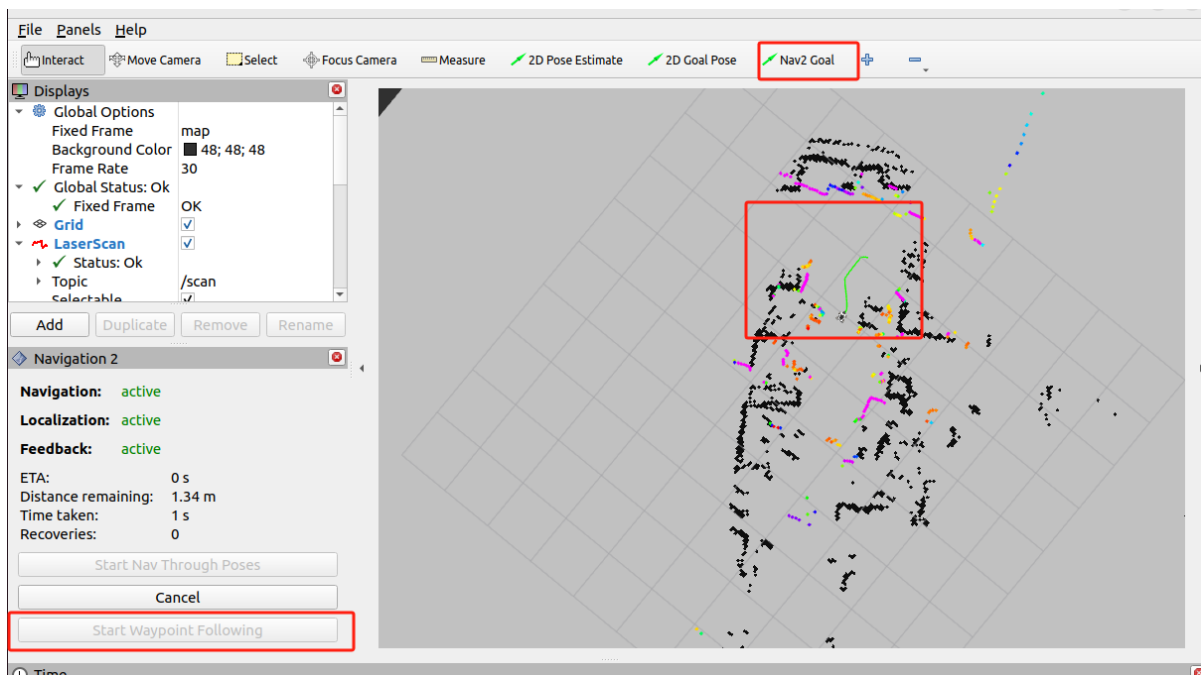 File Panels Help
Interact Move Camera Select Focus Camera Measure 2D Pose Estimate 2D Goal Pose Nav2 Goal
Displays
Global Options
Fixed Frame map
Background Color 48; 48; 48
Frame Rate 30
Global Status: Ok
Fixed Frame OK
Grid
LaserScan
Status: Ok
Topic /scan
Selectable
Add Duplicate Remove Rename
Navigation 2
Navigation: active
Localization: active
Feedback: active
ETA: 0 s
Distance remaining: 1.34 m
Time taken: 1 s
Recoveries: 0
Start Nav Through Poses
Cancel
Start Waypoint Following
Time